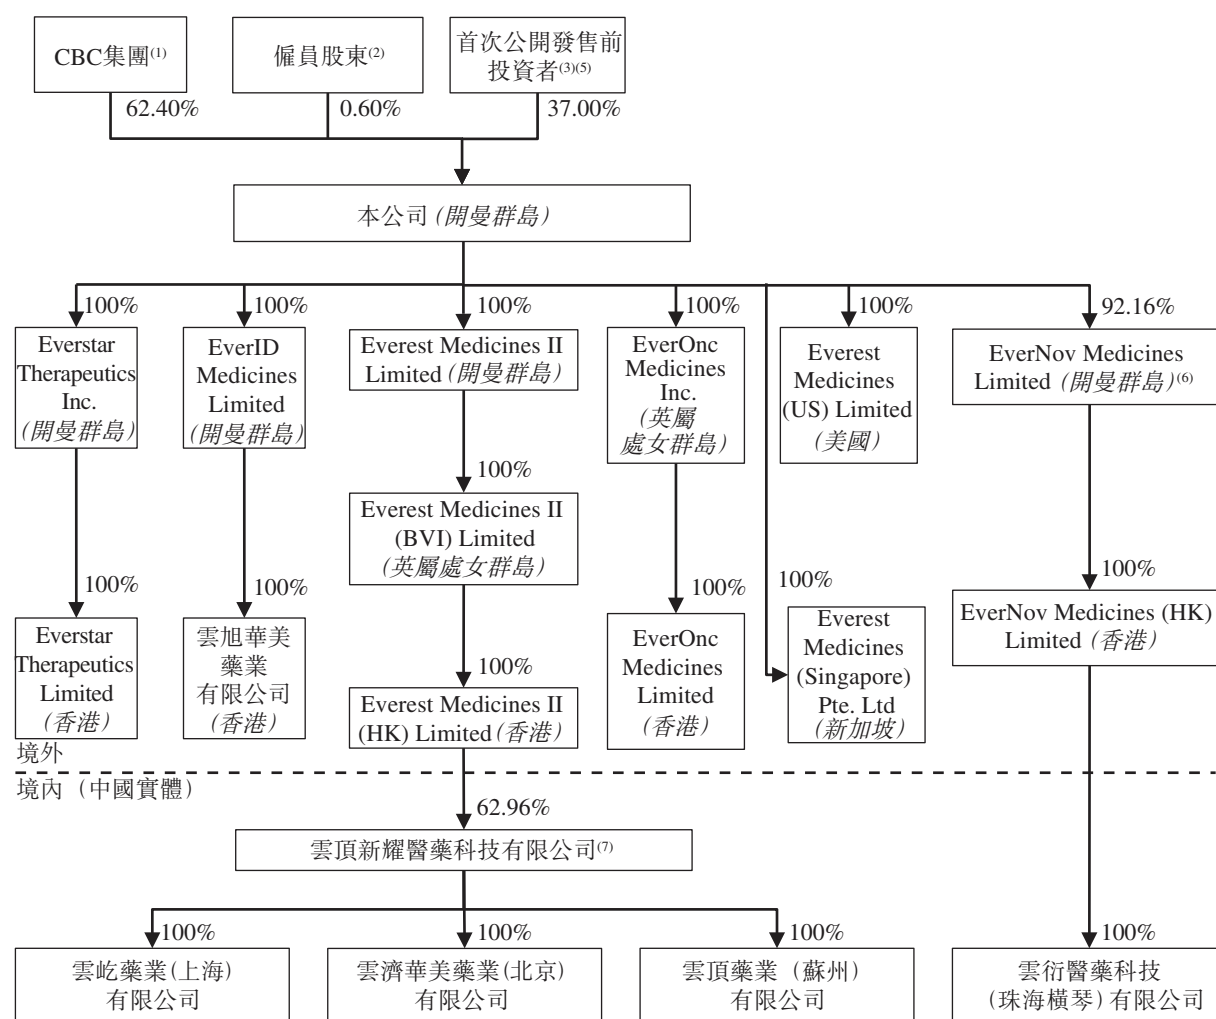 CBC集團(1)
僱員股東(2)
首次公開發售前
投資者(3)(5)
62.40%
0.60%
37.00%
本公司(開曼群島)
100%
100%
100%
100%
100%
92.16%
Everstar
Therapeutics
Inc.
(開曼群島)
EverID
Medicines
Limited
(開曼群島)
Everest Medicines II
Limited (開曼群島)
EverOnc
Medicines
Inc.
(英屬
處女群島)
Everest
Medicines
(US) Limited
(美國)
EverNov Medicines
Limited (開曼群島)(6)
100%
Everest Medicines II
(BVI) Limited
(英屬處女群島)
100%
100%
100%
100%
100%
100%
Everstar
Therapeutics
Limited
(香港)
雲旭華美
藥業
有限公司
(香港)
Everest Medicines II
(HK) Limited (香港)
EverOnc
Medicines
Limited
(香港)
Everest
Medicines
(Singapore)
Pte. Ltd
(新加坡)
EverNov Medicines (HK)
Limited (香港)
境外
境內（中國實體）
62.96%
雲頂新耀醫藥科技有限公司(7)
100%
100%
100%
100%
雲屹藥業(上海)
有限公司
雲濟華美藥業(北京)
有限公司
雲頂藥業（蘇州）
有限公司
雲衍醫藥科技
(珠海橫琴)有限公司